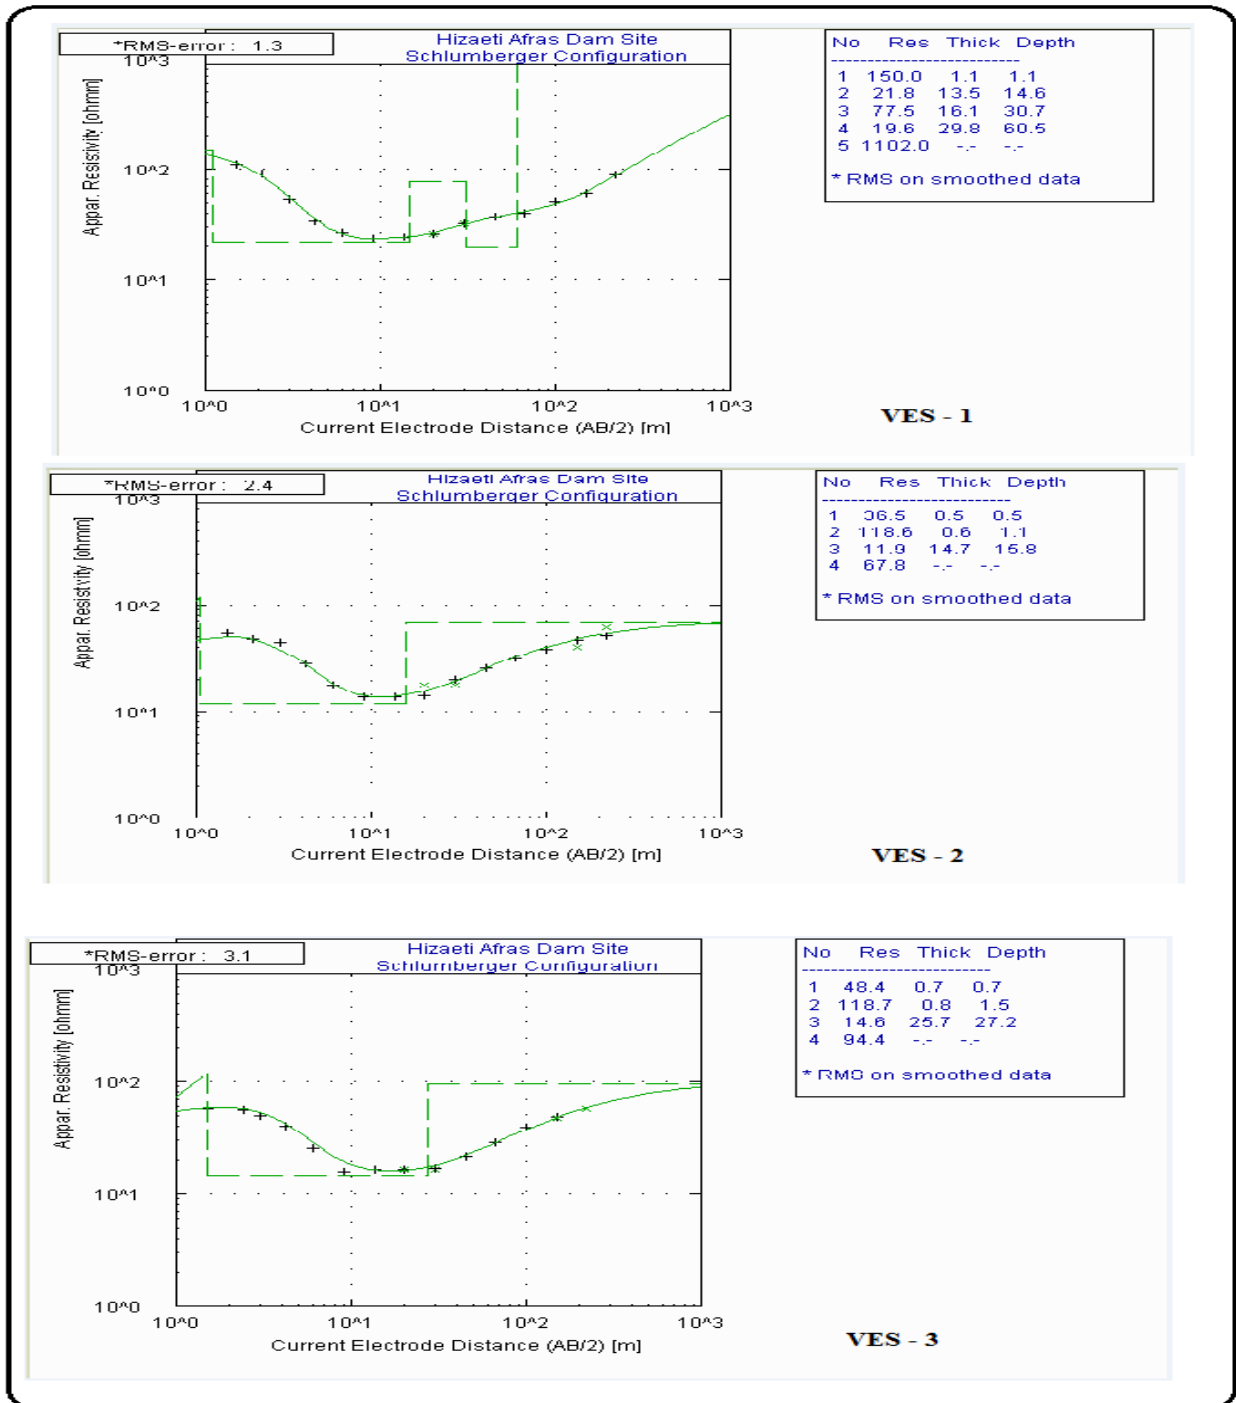 *RMS-error : 1.3
Hizaeti Afras Dam Site
Schlumberger Configuration
10^3
10^2
10^1
10^0
Appar. Resistivity [ohmm]
10^0 10^1 10^2 10^3
Current Electrode Distance (AB/2) [m]
No Res Thick Depth
1 150.0 1.1 1.1
2 21.8 13.5 14.6
3 77.5 16.1 30.7
4 19.6 29.8 60.5
5 1102.0 -.- -.-
* RMS on smoothed data
VES - 1
*RMS-error : 2.4
Hizaeti Afras Dam Site
Schlumberger Configuration
10^3
10^2
10^1
10^0
Appar. Resistivity [ohmm]
10^0 10^1 10^2 10^3
Current Electrode Distance (AB/2) [m]
No Res Thick Depth
1 36.5 0.5 0.5
2 118.6 0.6 1.1
3 11.9 14.7 15.8
4 67.8 -.- -.-
* RMS on smoothed data
VES - 2
*RMS-error : 3.1
Hizaeti Afras Dam Site
Schlumberger Configuration
10^3
10^2
10^1
10^0
Appar. Resistivity [ohmm]
10^0 10^1 10^2 10^3
Current Electrode Distance (AB/2) [m]
No Res Thick Depth
1 48.4 0.7 0.7
2 118.7 0.8 1.5
3 14.6 25.7 27.2
4 94.4 -.- -.-
* RMS on smoothed data
VES - 3